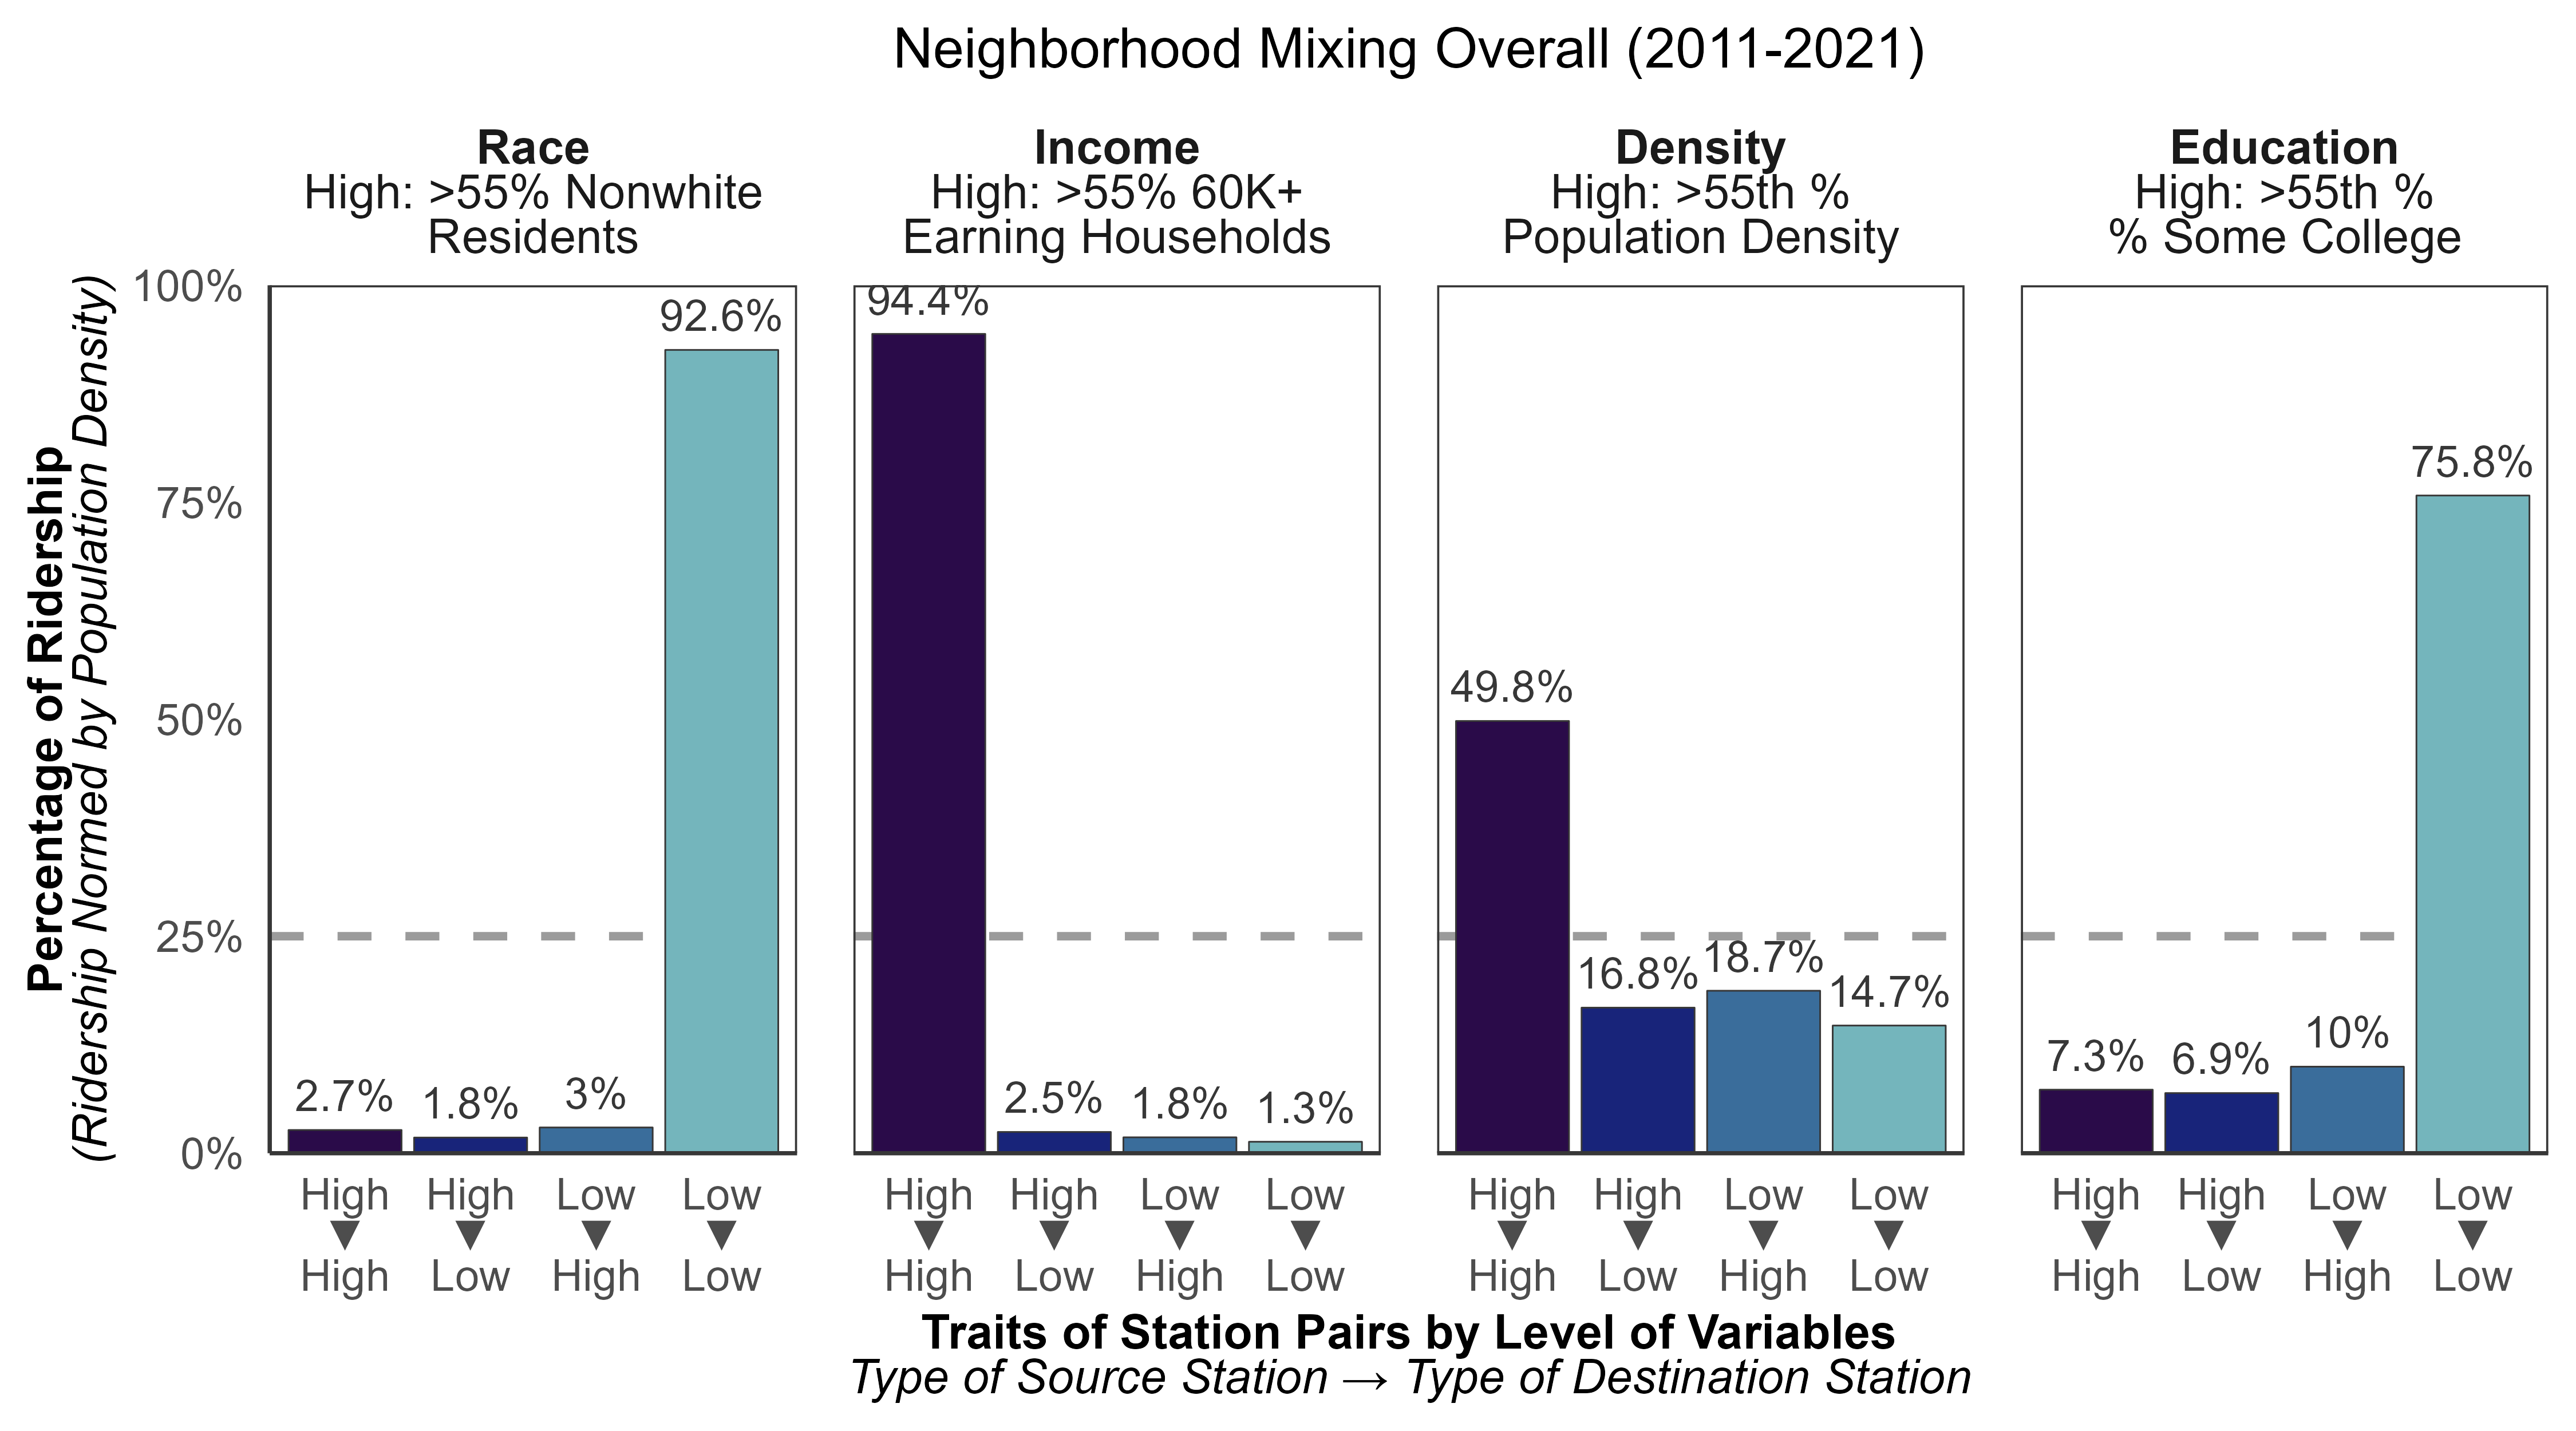 Neighborhood Mixing Overall (2011-2021)
Race
High: >55% Nonwhite
Residents
Income
High: >55% 60K+
Earning Households
Density
High: >55th %
Population Density
Education
High: >55th %
% Some College
Percentage of Ridership
(Ridership Normed by Population Density)
100%
75%
50%
25%
0%
2.7%
1.8%
3%
92.6%
94.4%
2.5%
1.8%
1.3%
49.8%
16.8%
18.7%
14.7%
7.3%
6.9%
10%
75.8%
High High Low Low
▼ ▼ ▼ ▼
High Low High Low
High High Low Low
▼ ▼ ▼ ▼
High Low High Low
High High Low Low
▼ ▼ ▼ ▼
High Low High Low
High High Low Low
▼ ▼ ▼ ▼
High Low High Low
Traits of Station Pairs by Level of Variables
Type of Source Station → Type of Destination Station